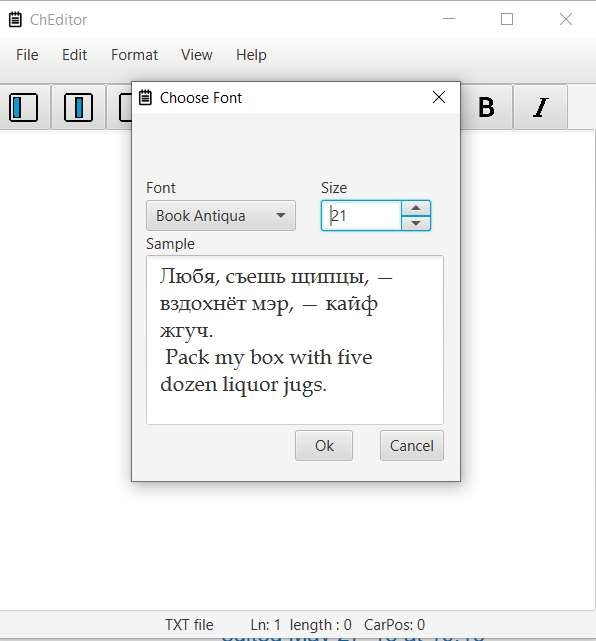 ChEditor
File Edit Format View Help
Choose Font
B I
Font Size
Book Antiqua 21
Sample
Любя, съешь щипцы, —
вздохнёт мэр, — кайф
жгуч.
Pack my box with five
dozen liquor jugs.
Ok Cancel
TXT file Ln: 1 length : 0 CarPos: 0